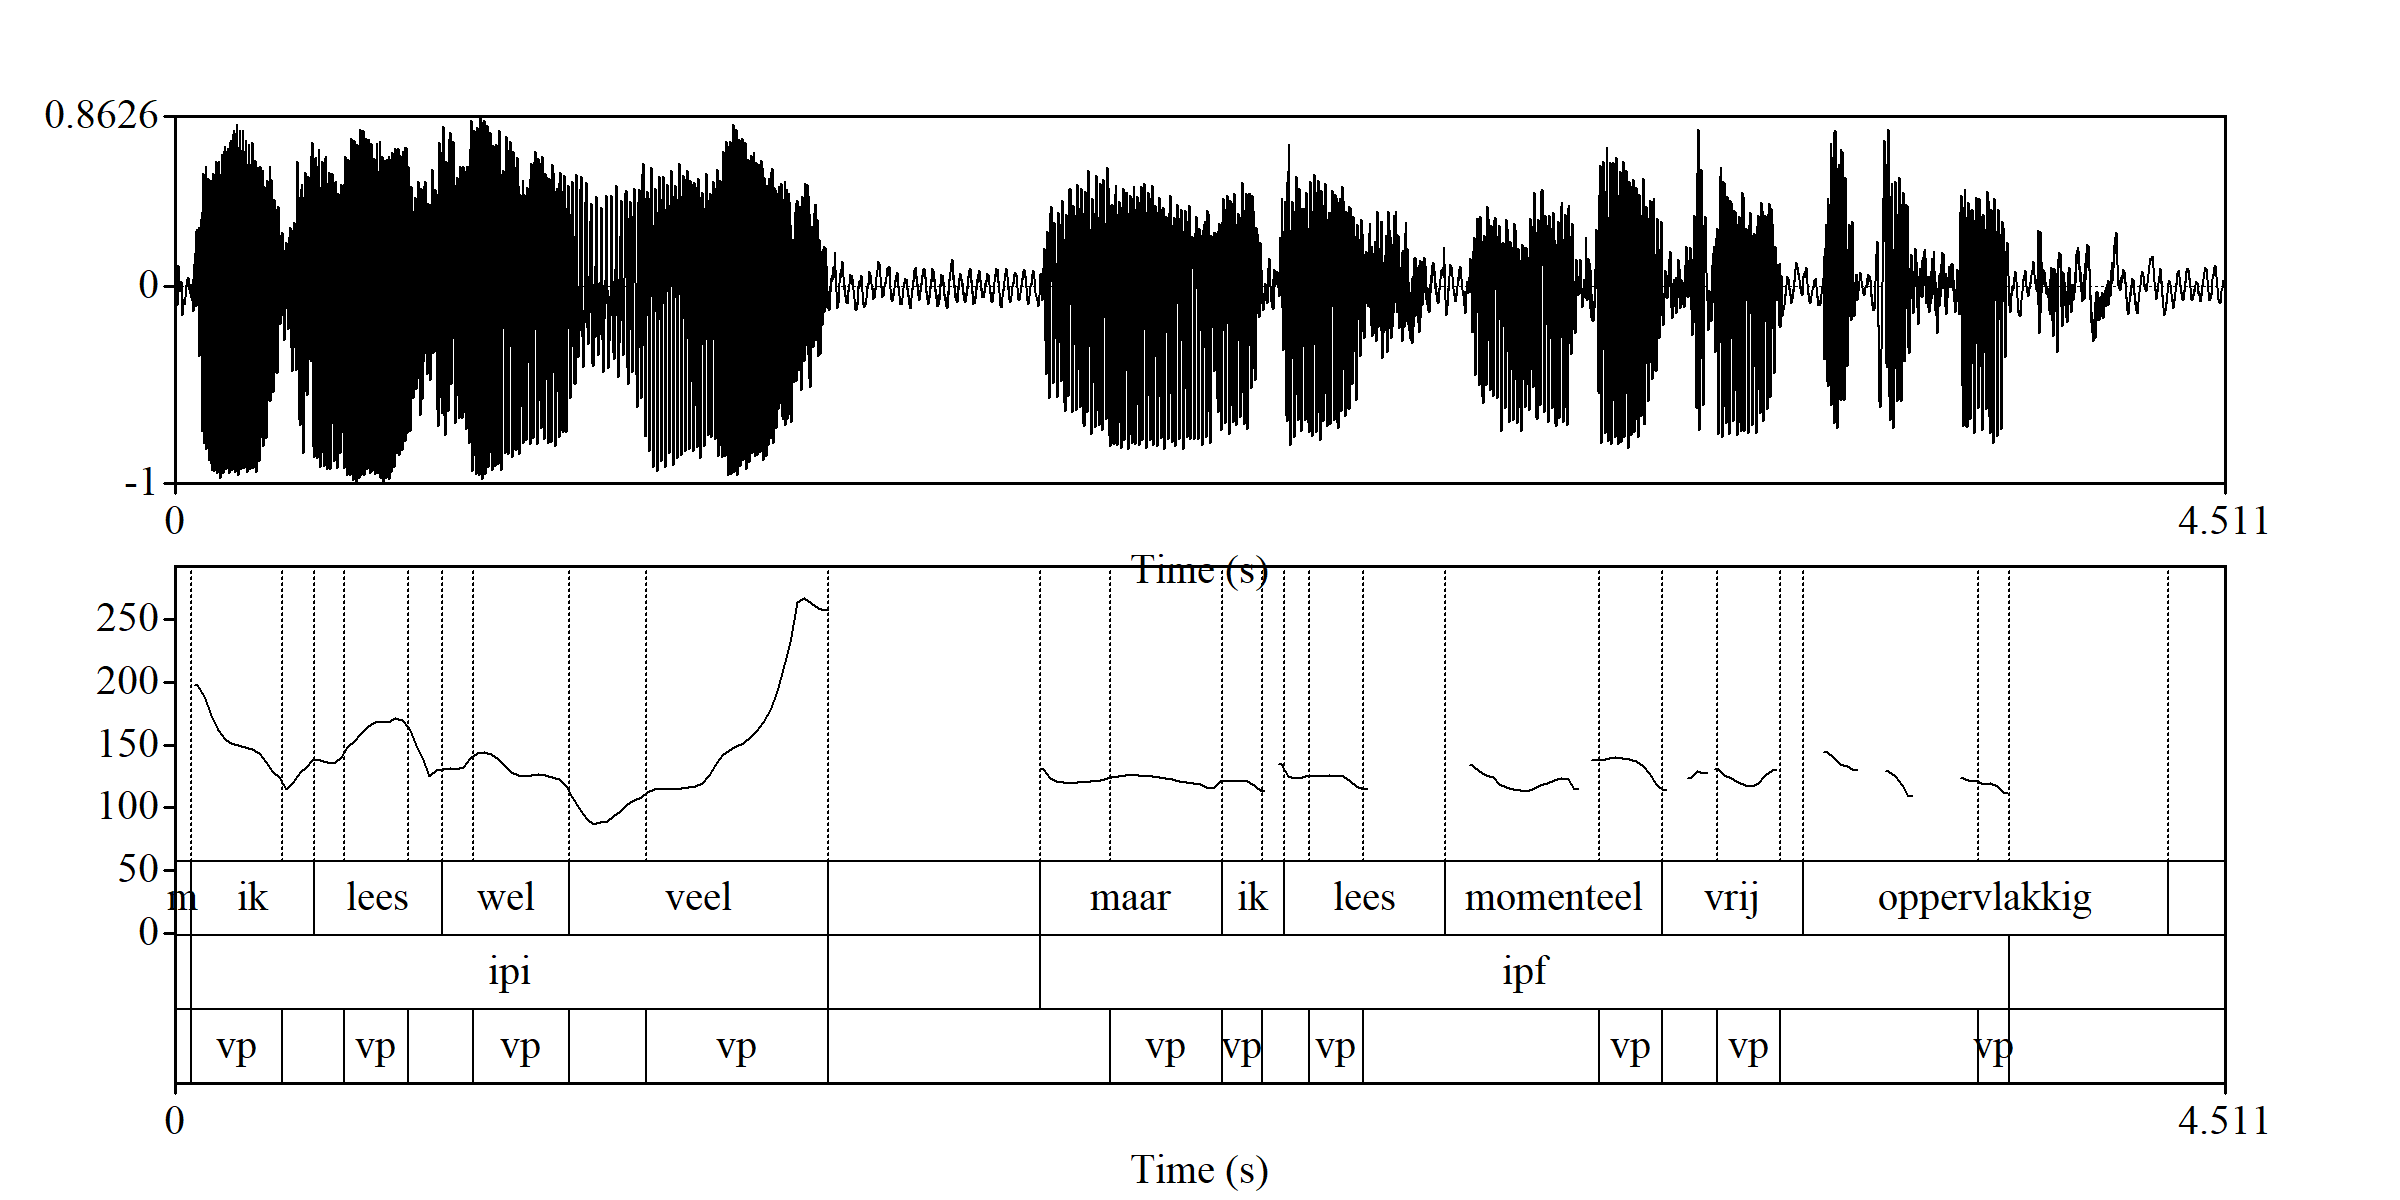 0.8626
0
-1
0 4.511
Time (s)
250
200
150
100
50
0
m ik lees wel veel maar ik lees momenteel vrij oppervlakkig
ipi ipf
vp vp vp vp vp vp vp vp vp vp
0 4.511
Time (s)